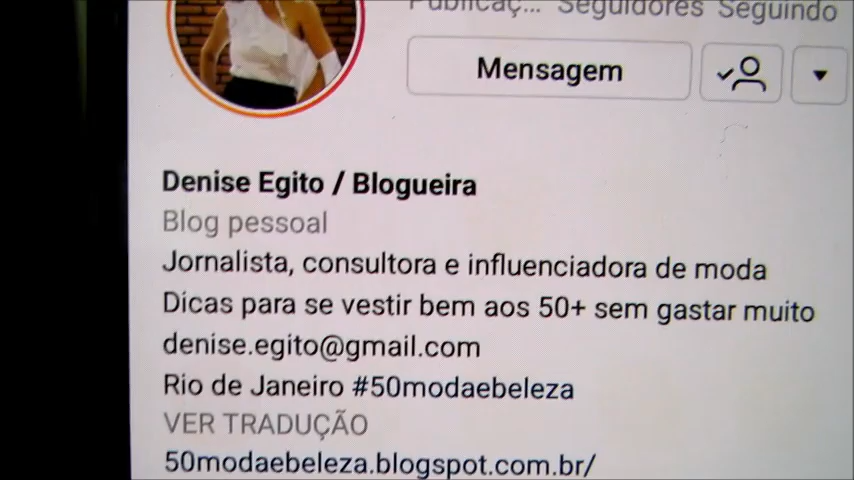 Publicaç... Seguidores Seguindo
Mensagem
Denise Egito / Blogueira
Blog pessoal
Jornalista, consultora e influenciadora de moda
Dicas para se vestir bem aos 50+ sem gastar muito
denise.egito@gmail.com
Rio de Janeiro #50modaebeleza
VER TRADUÇÃO
50modaebeleza.blogspot.com.br/